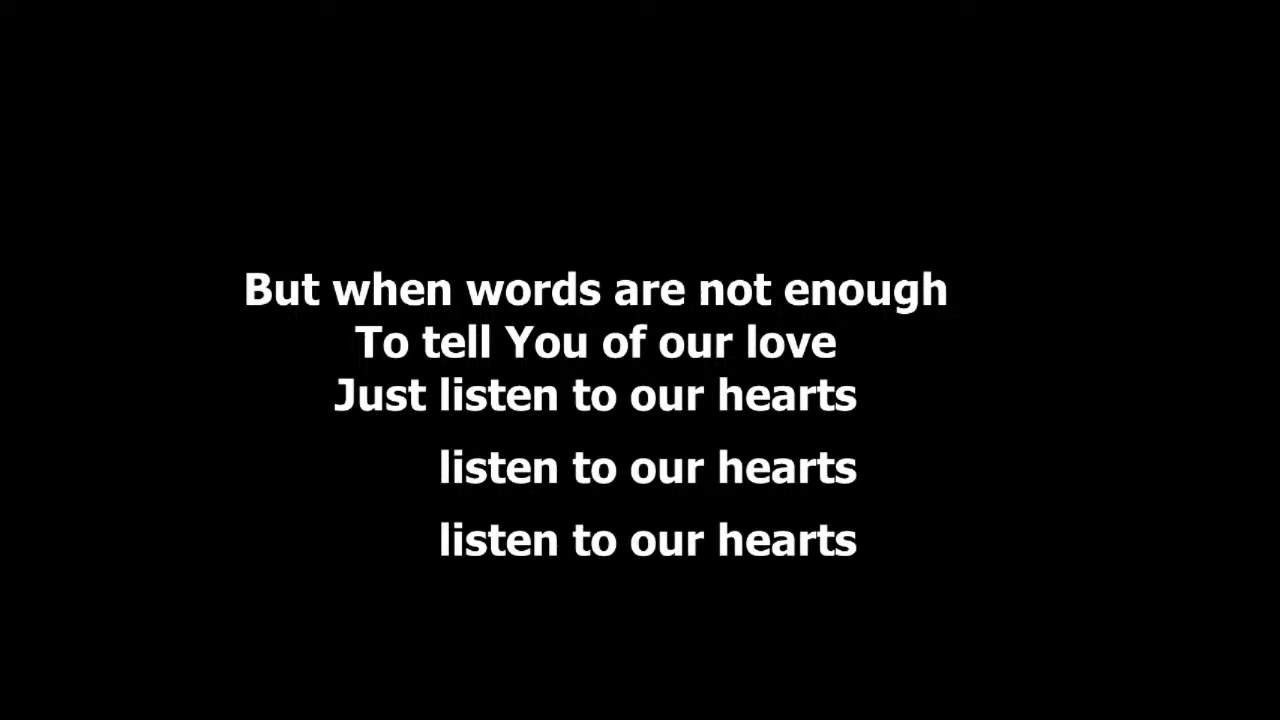 But when words are not enough
To tell You of our love
Just listen to our hearts
listen to our hearts
listen to our hearts